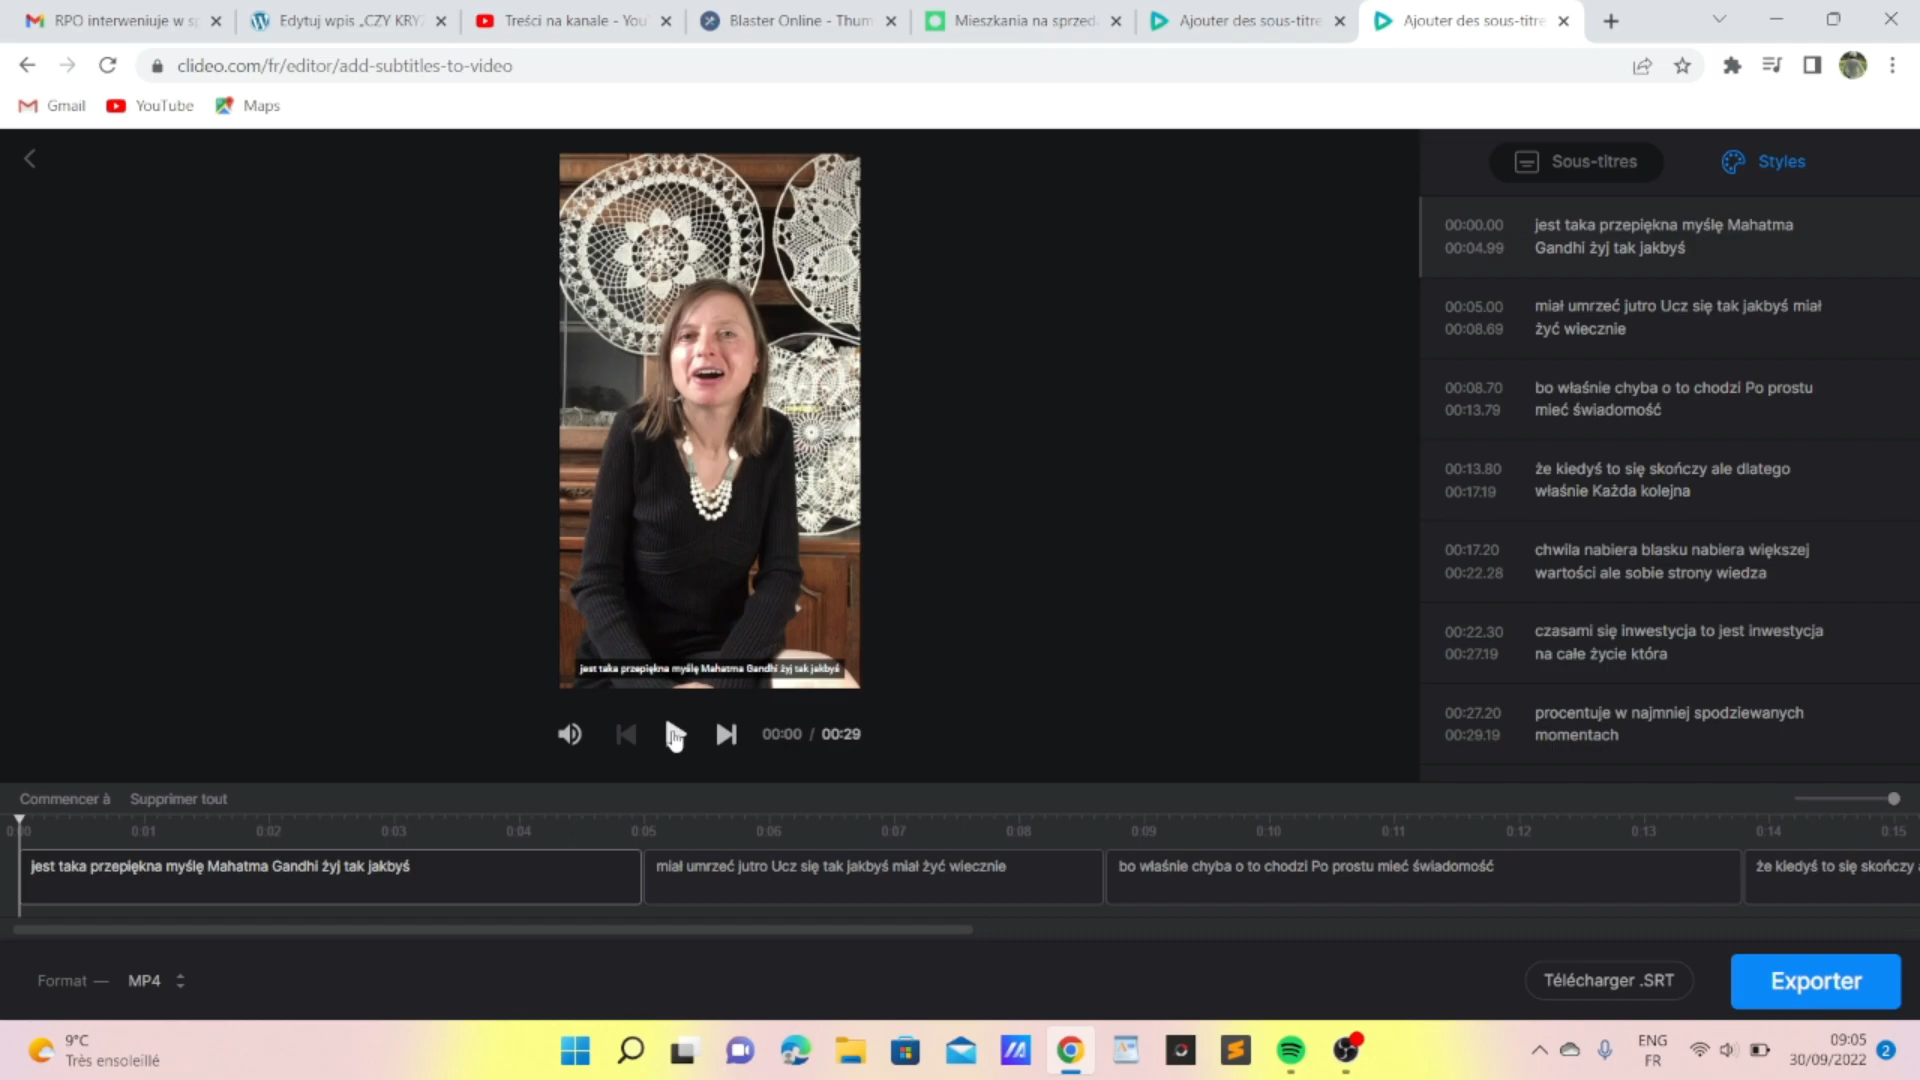 RPO interweniuje w sp
Edytuj wpis „CZY KRYZ
Treści na kanale - You
Blaster Online - Thum
Mieszkania na sprzed
Ajouter des sous-titre
Ajouter des sous-titre
clideo.com/fr/editor/add-subtitles-to-video
Gmail
YouTube
Maps
Sous-titres
Styles
00:00.00
00:04.99
jest taka przepiękna myślę Mahatma
Gandhi żyj tak jakbyś
00:05.00
00:08.69
miał umrzeć jutro Ucz się tak jakbyś miał
żyć wiecznie
00:08.70
00:13.79
bo właśnie chyba o to chodzi Po prostu
mieć świadomość
00:13.80
00:17.19
że kiedyś to się skończy ale dlatego
właśnie Każda kolejna
00:17.20
00:22.28
chwila nabiera blasku nabiera większej
wartości ale sobie strony wiedza
00:22.30
00:27.19
czasami się inwestycja to jest inwestycja
na całe życie która
00:27.20
00:29.19
procentuje w najmniej spodziewanych
momentach
jest taka przepiękna myślę Mahatma Gandhi żyj tak jakbyś
00:00 / 00:29
Commencer à Supprimer tout
0:00 0:01 0:02 0:03 0:04 0:05 0:06 0:07 0:08 0:09 0:10 0:11 0:12 0:13 0:14 0:15
jest taka przepiękna myślę Mahatma Gandhi żyj tak jakbyś
miał umrzeć jutro Ucz się tak jakbyś miał żyć wiecznie
bo właśnie chyba o to chodzi Po prostu mieć świadomość
że kiedyś to się skończy a
Format — MP4
Télécharger .SRT
Exporter
9°C
Très ensoleillé
ENG
FR
09:05
30/09/2022
2